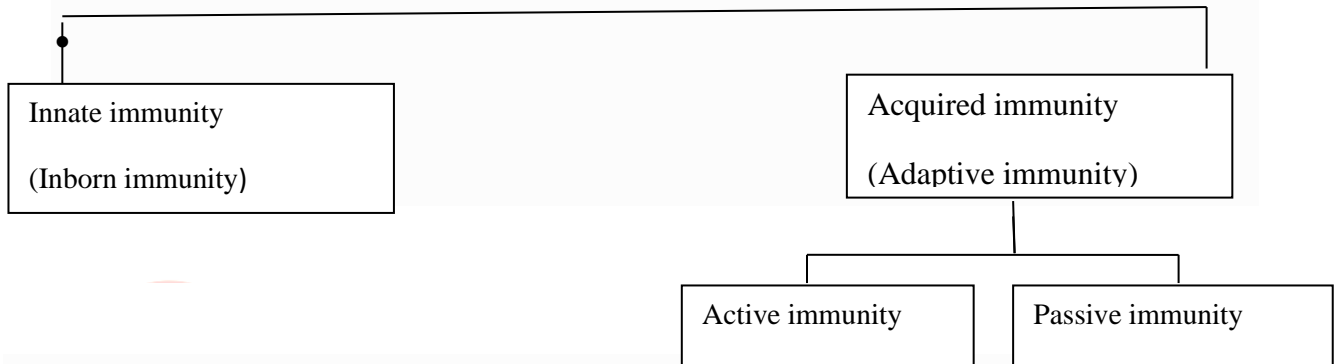 Innate immunity
(Inborn immunity)
Acquired immunity
(Adaptive immunity)
Active immunity
Passive immunity